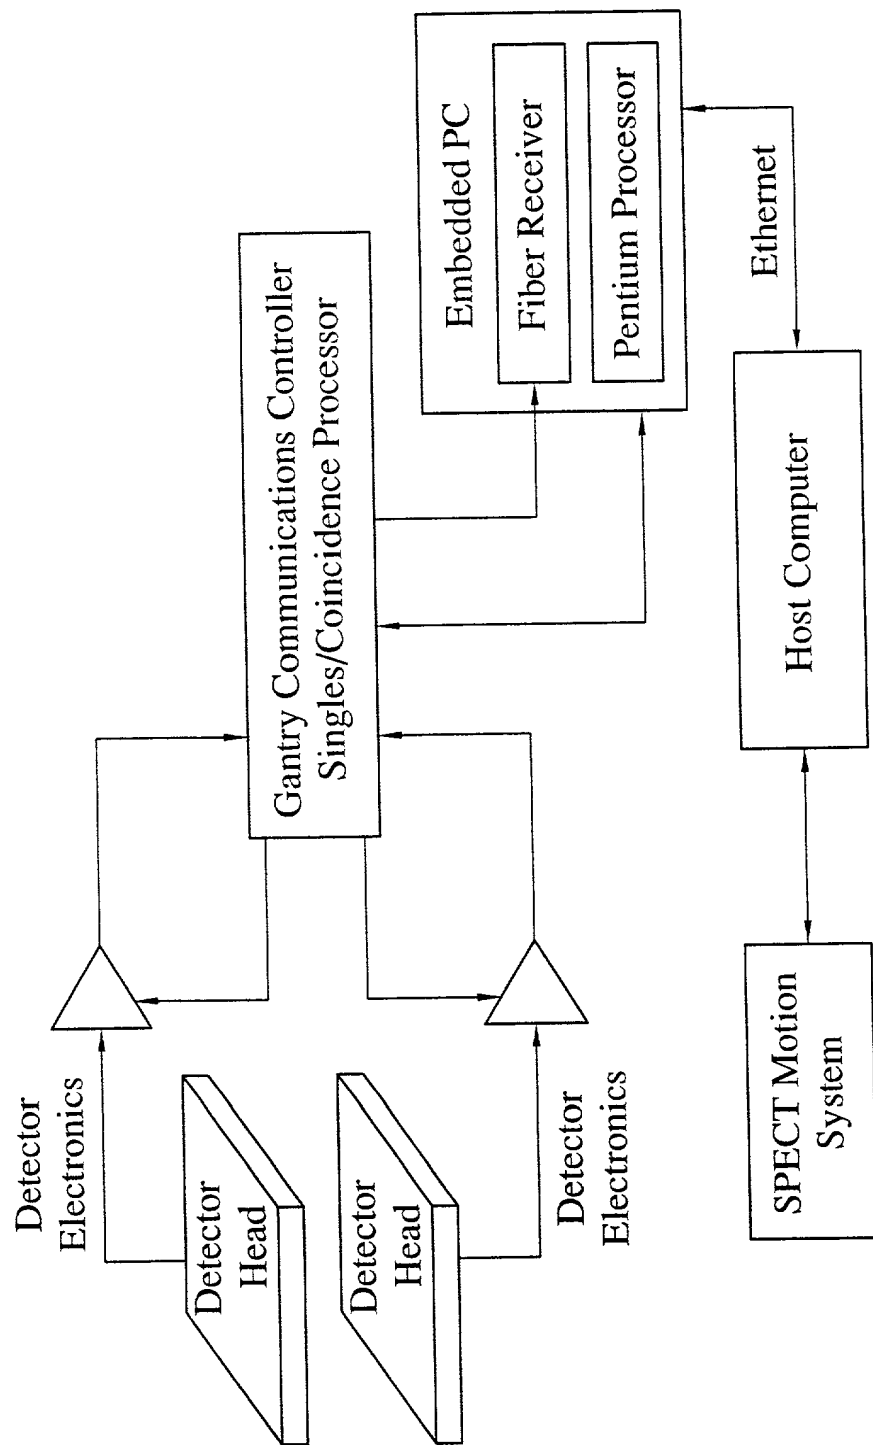 Detector
Electronics
Detector
Head
Detector
Head
Detector
Electronics
Gantry Communications Controller
Singles/Coincidence Processor
Embedded PC
Fiber Receiver
Pentium Processor
Ethernet
Host Computer
SPECT Motion
System